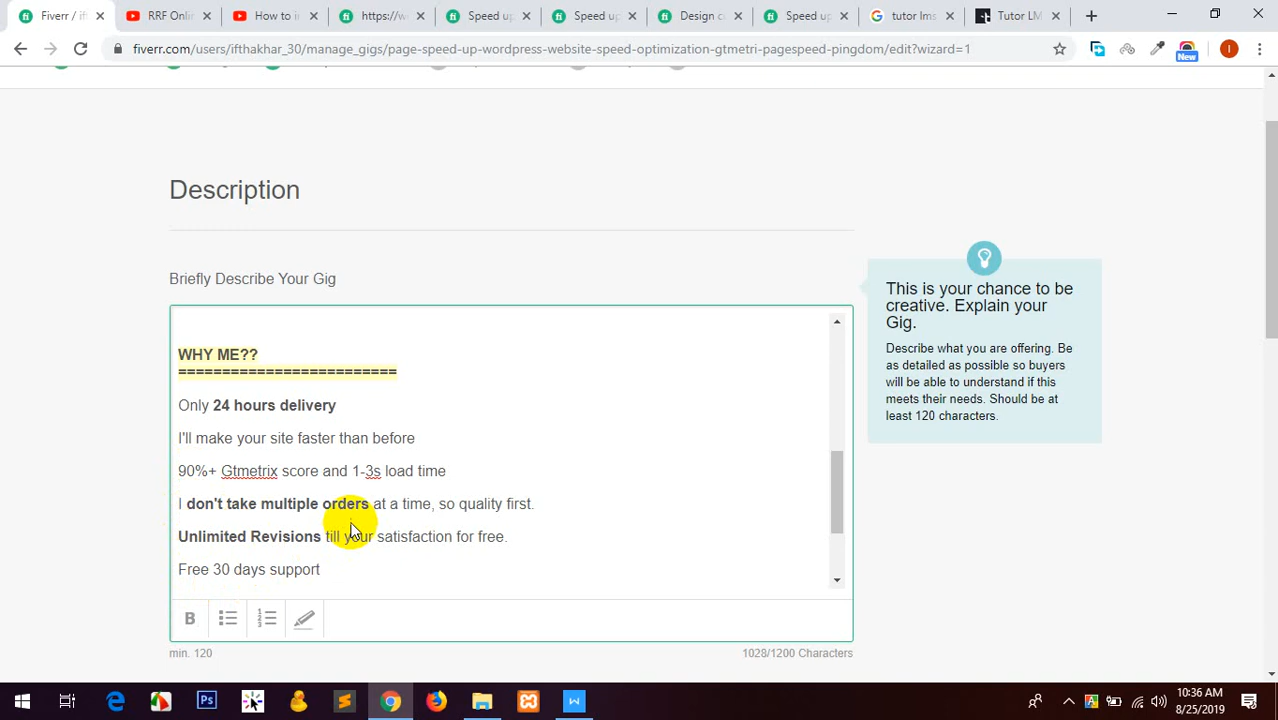 Fiverr / ift
RRF Onlin
How to in
https://w
Speed up
Speed up
Design cu
Speed up
tutor lms
Tutor LM
fiverr.com/users/ifthakhar_30/manage_gigs/page-speed-up-wordpress-website-speed-optimization-gtmetri-pagespeed-pingdom/edit?wizard=1
New
I
Description
Briefly Describe Your Gig
WHY ME??
=========================
Only 24 hours delivery
I'll make your site faster than before
90%+ Gtmetrix score and 1-3s load time
I don't take multiple orders at a time, so quality first.
Unlimited Revisions till your satisfaction for free.
Free 30 days support
B
min. 120
1028/1200 Characters
This is your chance to be
creative. Explain your
Gig.
Describe what you are offering. Be
as detailed as possible so buyers
will be able to understand if this
meets their needs. Should be at
least 120 characters.
10:36 AM
8/25/2019